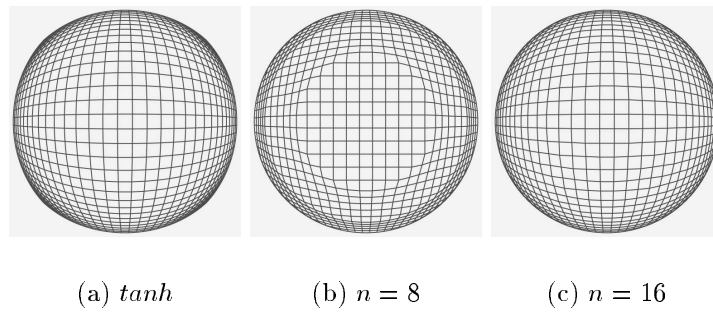 (a) tanh (b) n = 8 (c) n = 16